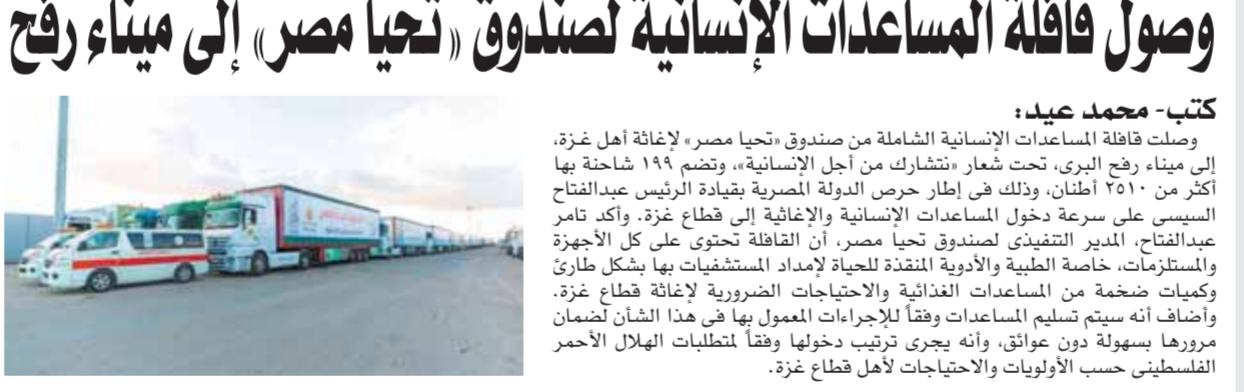 وصول قافلة المساعدات الإنسانية لصندوق «تحيا مصر» إلى ميناء رفح
كتب- محمد عيد:
وصلت قافلة المساعدات الإنسانية الشاملة من صندوق «تحيا مصر» لإغاثة أهل غزة،
إلى ميناء رفح البرى، تحت شعار «نتشارك من أجل الإنسانية»، وتضم ١٩٩ شاحنة بها
أكثر من ٢٥١٠ أطنان، وذلك فى إطار حرص الدولة المصرية بقيادة الرئيس عبدالفتاح
السيسى على سرعة دخول المساعدات الإنسانية والإغاثية إلى قطاع غزة. وأكد تامر
عبدالفتاح، المدير التنفيذى لصندوق تحيا مصر، أن القافلة تحتوى على كل الأجهزة
والمستلزمات، خاصة الطبية والأدوية المنقذة للحياة لإمداد المستشفيات بها بشكل طارئ
وكميات ضخمة من المساعدات الغذائية والاحتياجات الضرورية لإغاثة قطاع غزة.
وأضاف أنه سيتم تسليم المساعدات وفقاً للإجراءات المعمول بها فى هذا الشأن لضمان
مرورها بسهولة دون عوائق، وأنه يجرى ترتيب دخولها وفقاً لمتطلبات الهلال الأحمر
الفلسطينى حسب الأولويات والاحتياجات لأهل قطاع غزة.